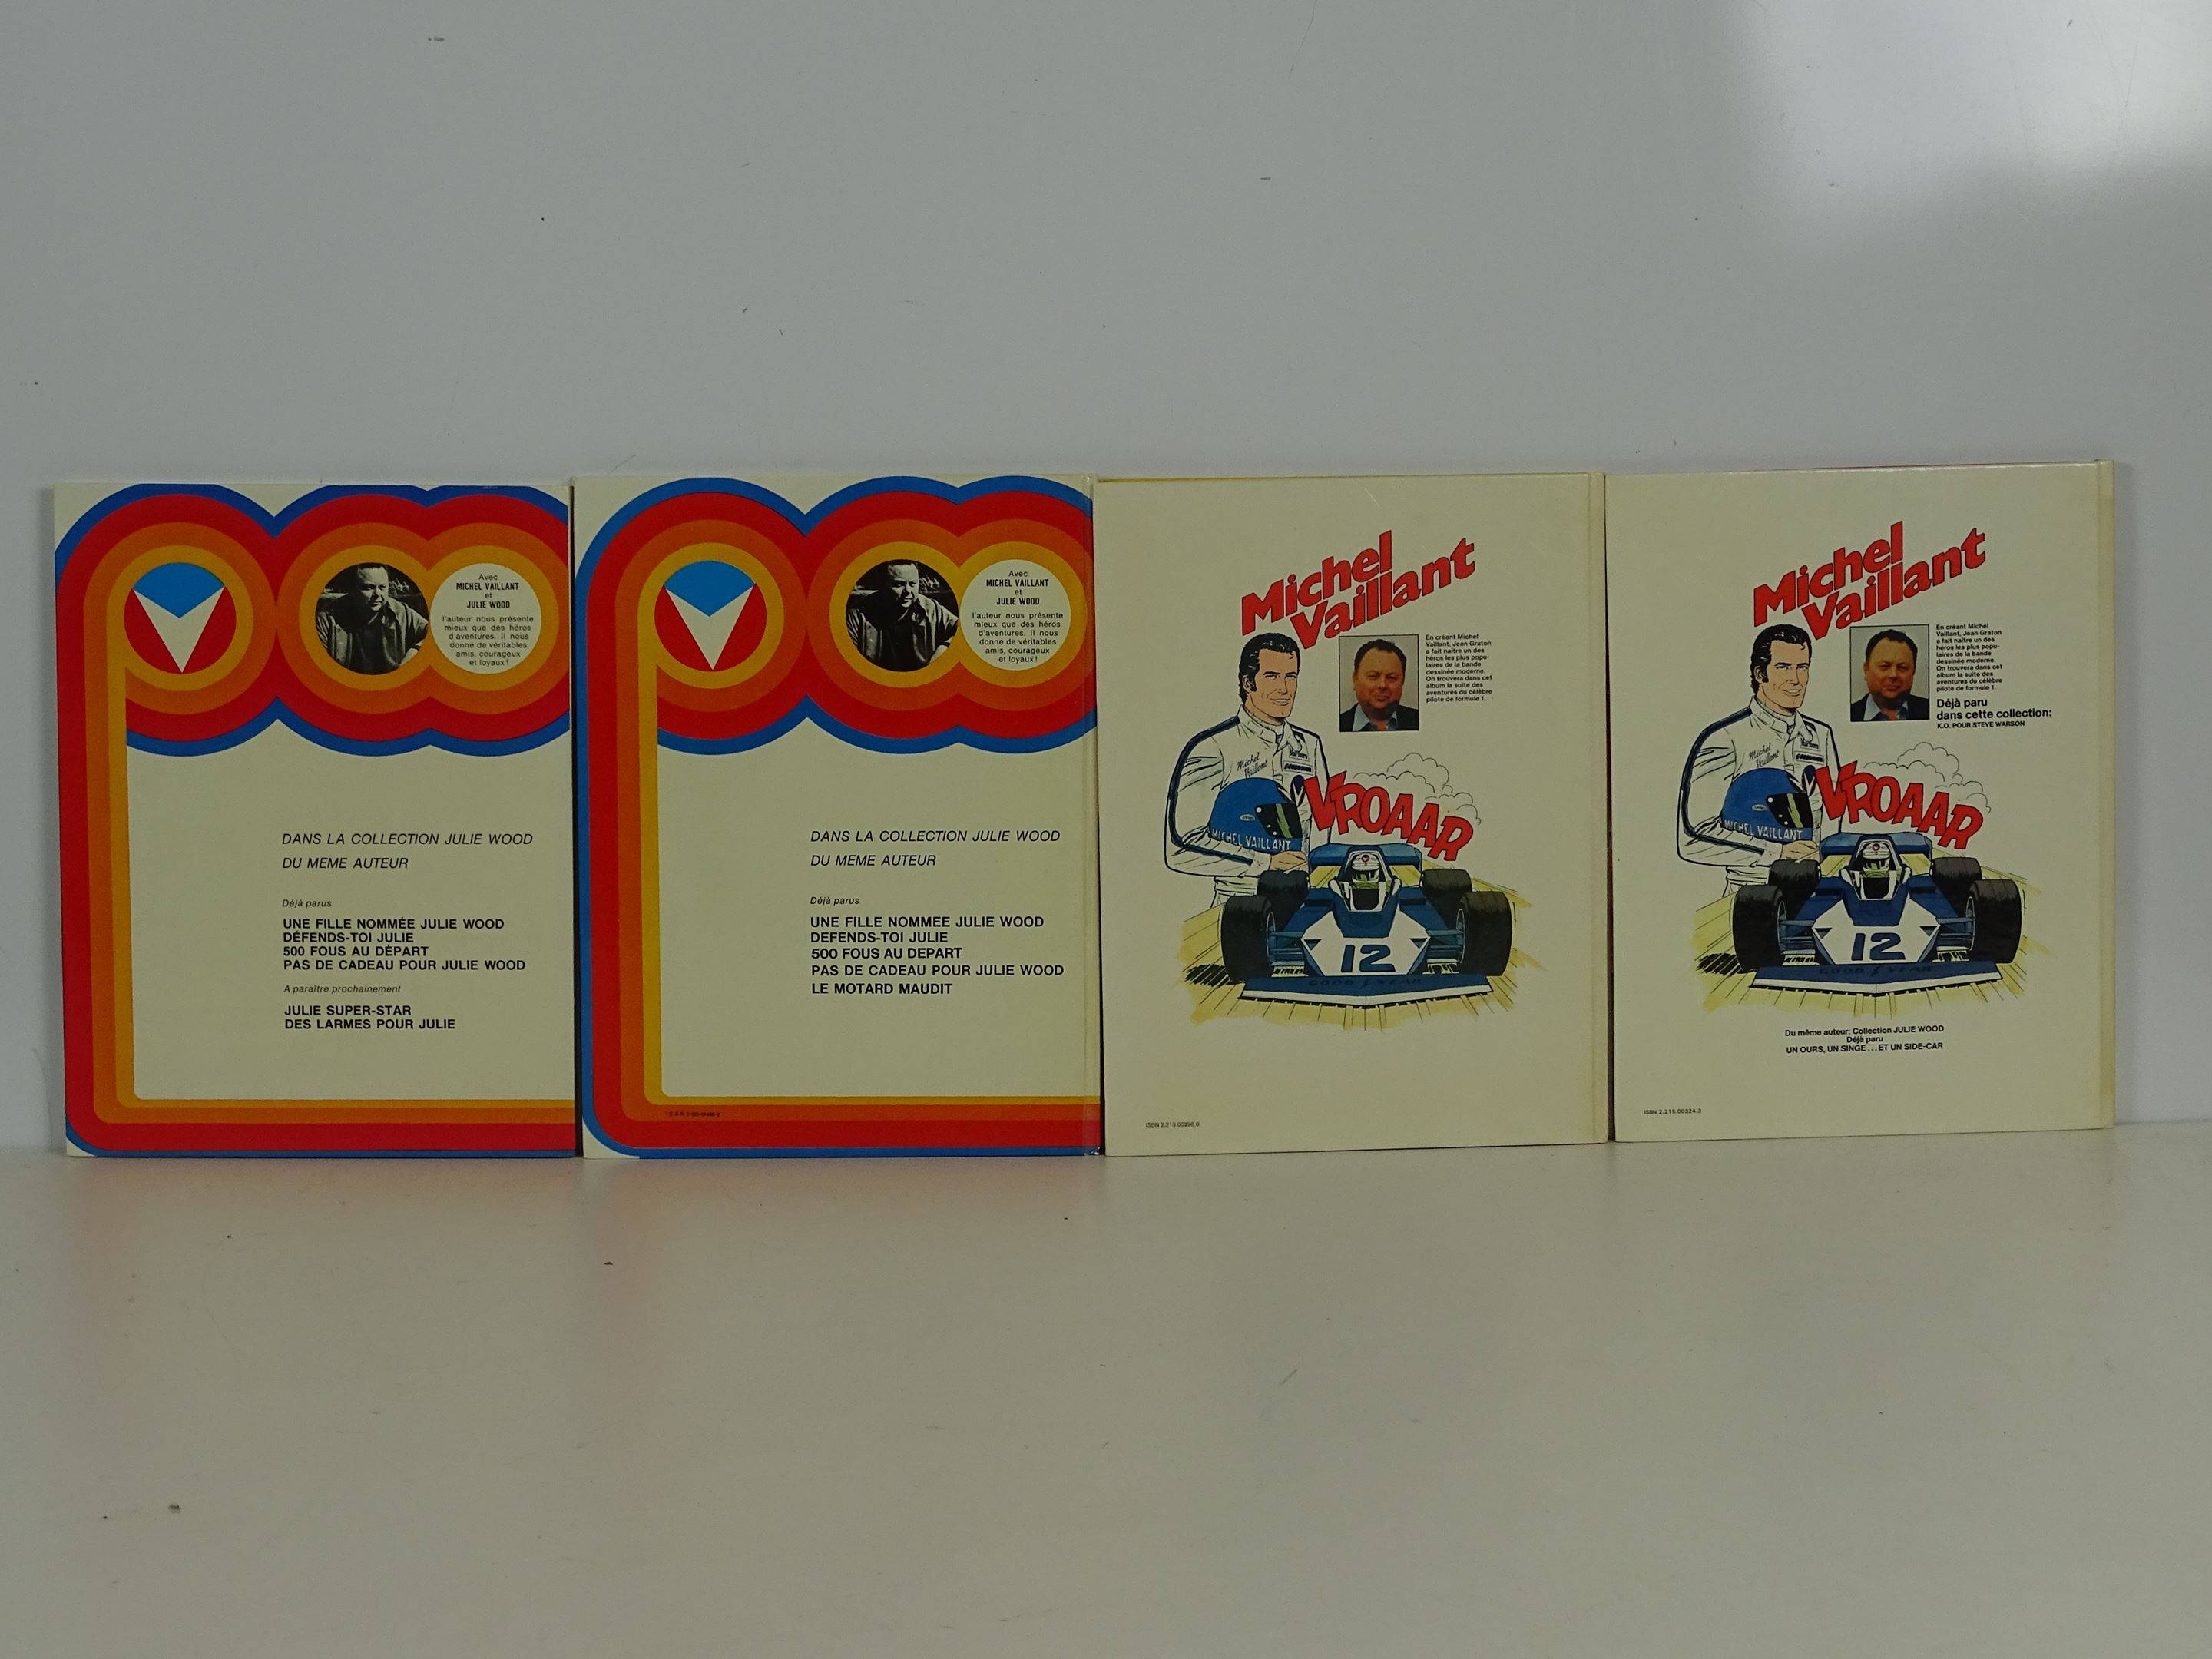 Avec
MICHEL VAILLANT
et
JULIE WOOD
l'auteur nous présente
mieux que des héros
d'aventures. Il nous
donne de véritables
amis, courageux
et loyaux!
DANS LA COLLECTION JULIE WOOD
DU MEME AUTEUR
Déjà parus
UNE FILLE NOMMÉE JULIE WOOD
DÉFENDS-TOI JULIE
500 FOUS AU DÉPART
PAS DE CADEAU POUR JULIE WOOD
A paraître prochainement
JULIE SUPER-STAR
DES LARMES POUR JULIE
Avec
MICHEL VAILLANT
et
JULIE WOOD
l'auteur nous présente
mieux que des héros
d'aventures. Il nous
donne de véritables
amis, courageux
et loyaux!
DANS LA COLLECTION JULIE WOOD
DU MEME AUTEUR
Déjà parus
UNE FILLE NOMMEE JULIE WOOD
DEFENDS-TOI JULIE
500 FOUS AU DEPART
PAS DE CADEAU POUR JULIE WOOD
LE MOTARD MAUDIT
Michel
Vaillant
En créant Michel
Vaillant, Jean Graton
a fait naître un des
héros les plus popu-
laires de la bande
dessinée moderne.
On trouvera dans cet
album la suite des
aventures du célèbre
pilote de formule 1.
Michel
Vaillant
VROAAR
MICHEL VAILLANT
12
GOOD YEAR
ISBN 2.215.00299.0
Michel
Vaillant
En créant Michel
Vaillant, Jean Graton
a fait naître un des
héros les plus popu-
laires de la bande
dessinée moderne.
On trouvera dans cet
album la suite des
aventures du célèbre
pilote de formule 1.
Déjà paru
dans cette collection:
K.O. POUR STEVE WARSON
Michel
Vaillant
VROAAR
MICHEL VAILLANT
12
GOOD YEAR
Du même auteur: Collection JULIE WOOD
Déjà paru
UN OURS, UN SINGE...ET UN SIDE-CAR
ISBN 2.215.00324.3